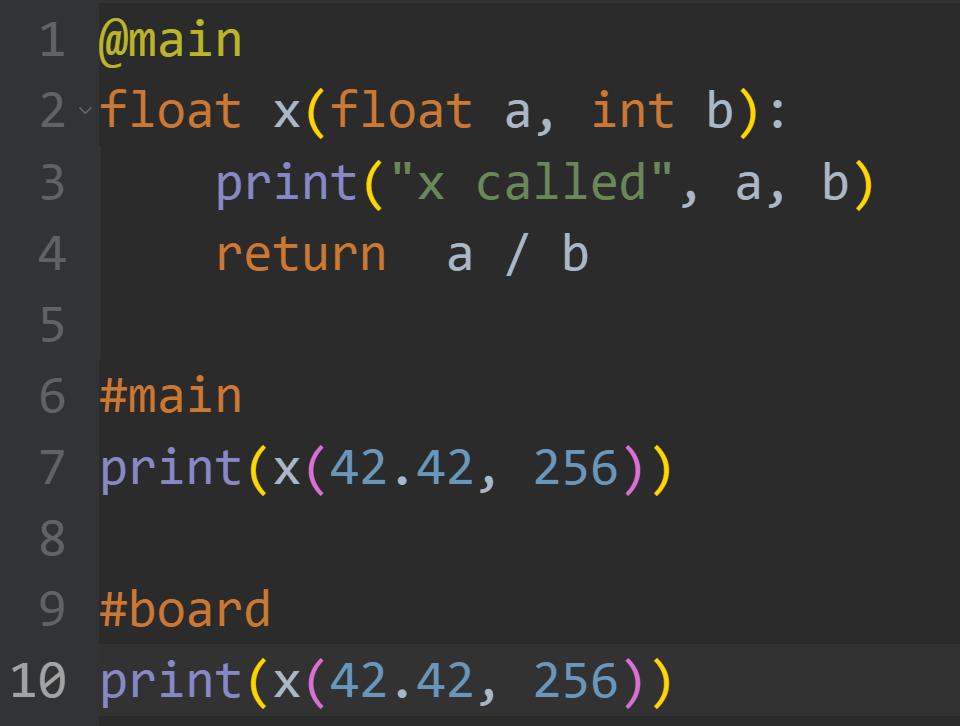 1 @main
2 float x(float a, int b):
3     print("x called", a, b)
4     return  a / b
5
6 #main
7 print(x(42.42, 256))
8
9 #board
10 print(x(42.42, 256))